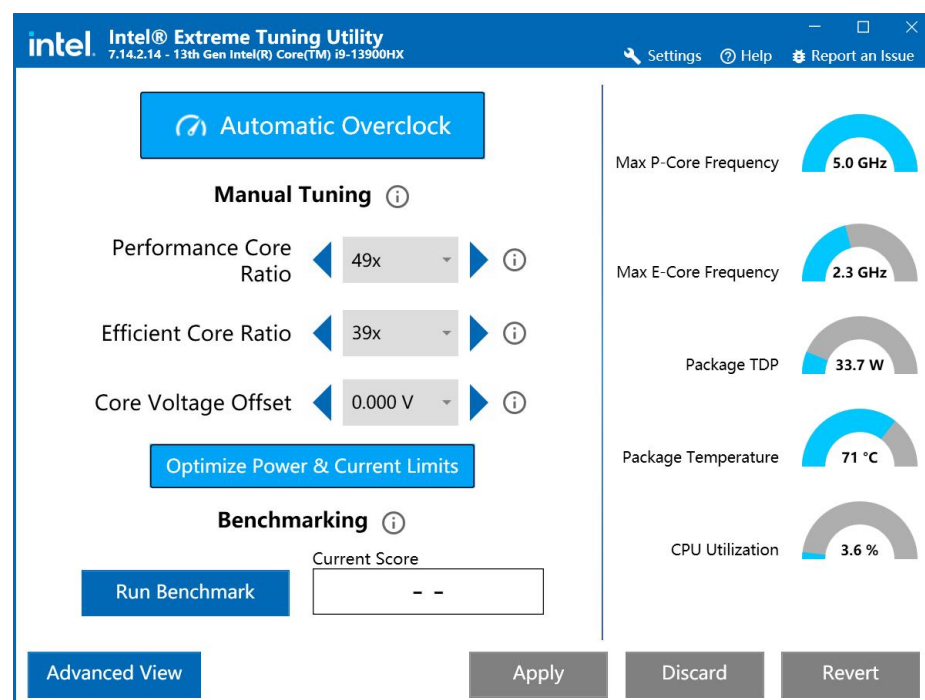 intel.
Intel® Extreme Tuning Utility
7.14.2.14 - 13th Gen Intel(R) Core(TM) i9-13900HX
Settings
Help
Report an Issue
Automatic Overclock
Manual Tuning
Performance Core
Ratio
49x
Efficient Core Ratio
39x
Core Voltage Offset
0.000 V
Optimize Power & Current Limits
Benchmarking
Current Score
Run Benchmark
- -
Max P-Core Frequency
5.0 GHz
Max E-Core Frequency
2.3 GHz
Package TDP
33.7 W
Package Temperature
71 °C
CPU Utilization
3.6 %
Advanced View
Apply
Discard
Revert